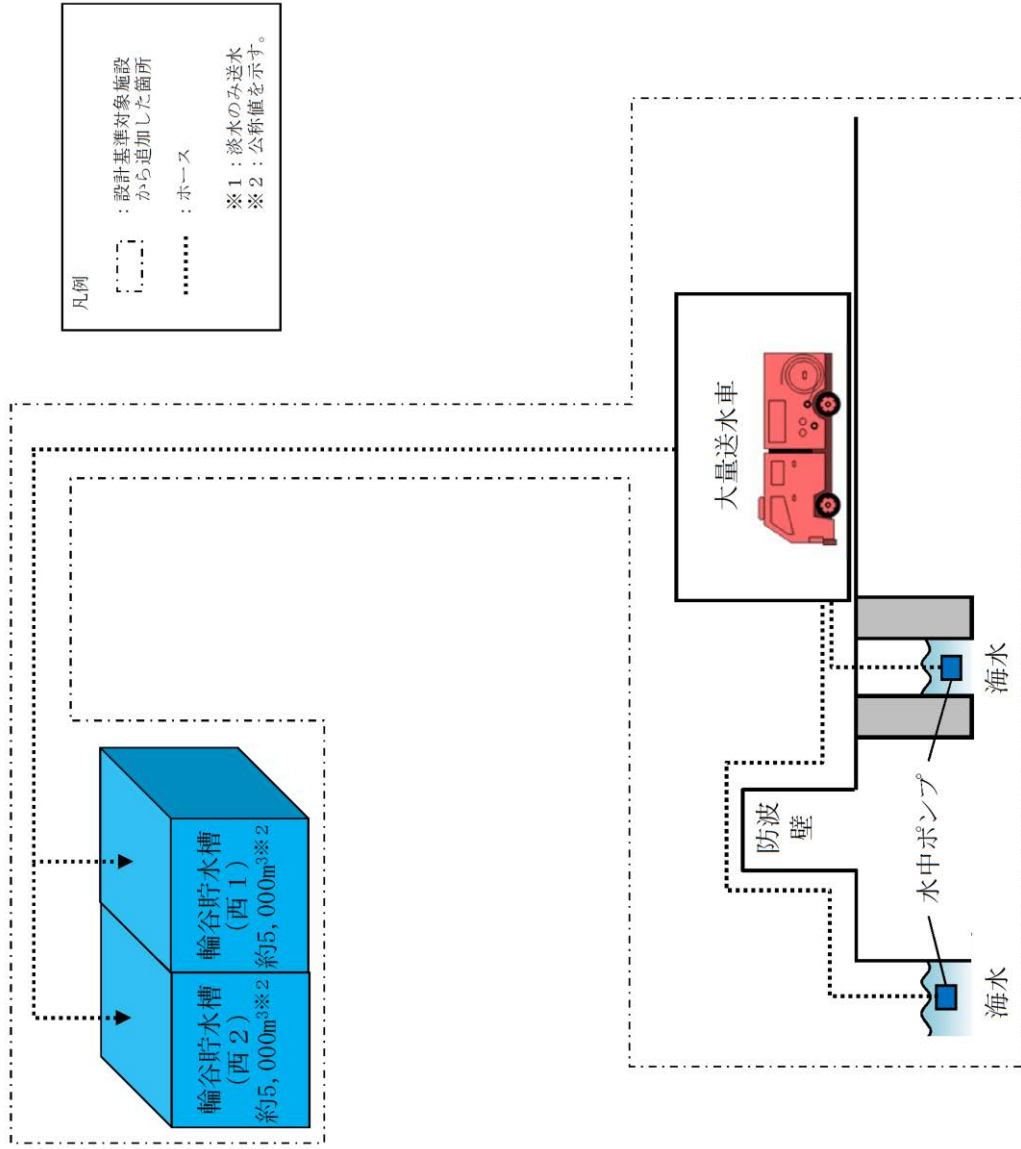 凡例
：設計基準対象施設
から追加した箇所
：ホース
※１：淡水のみ送水
※２：公称値を示す。
輪谷貯水槽
(西２)
約5,000m³※2
輪谷貯水槽
(西１)
約5,000m³※2
大量送水車
防波
壁
水中ポンプ
海水
海水